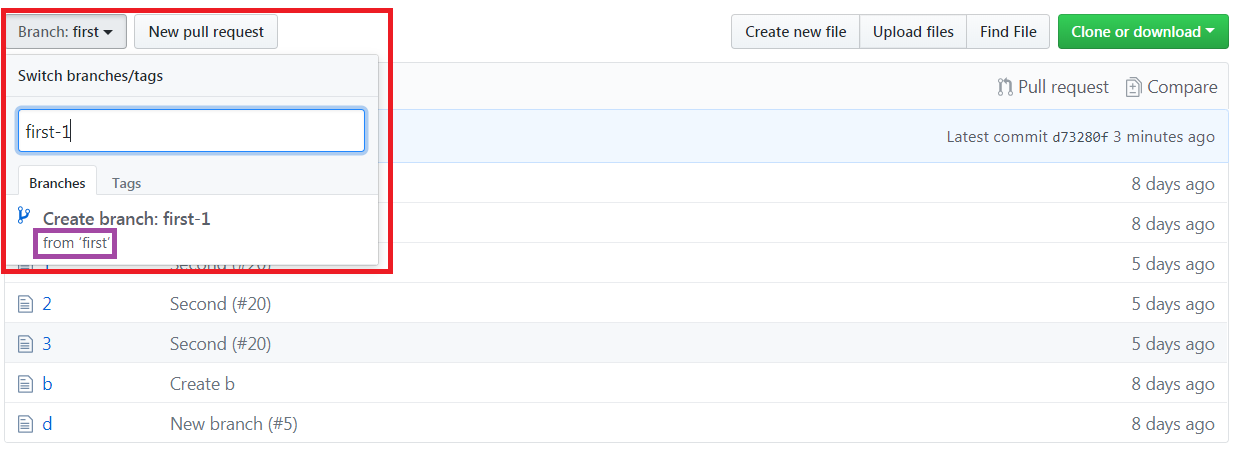 Branch: first New pull request Create new file Upload files Find File Clone or download
Switch branches/tags
Pull request Compare
first-1
Latest commit d73280f 3 minutes ago
Branches Tags
8 days ago
Create branch: first-1
8 days ago
from 'first'
1 Second (#20) 5 days ago
2 Second (#20) 5 days ago
3 Second (#20) 5 days ago
b Create b 8 days ago
d New branch (#5) 8 days ago